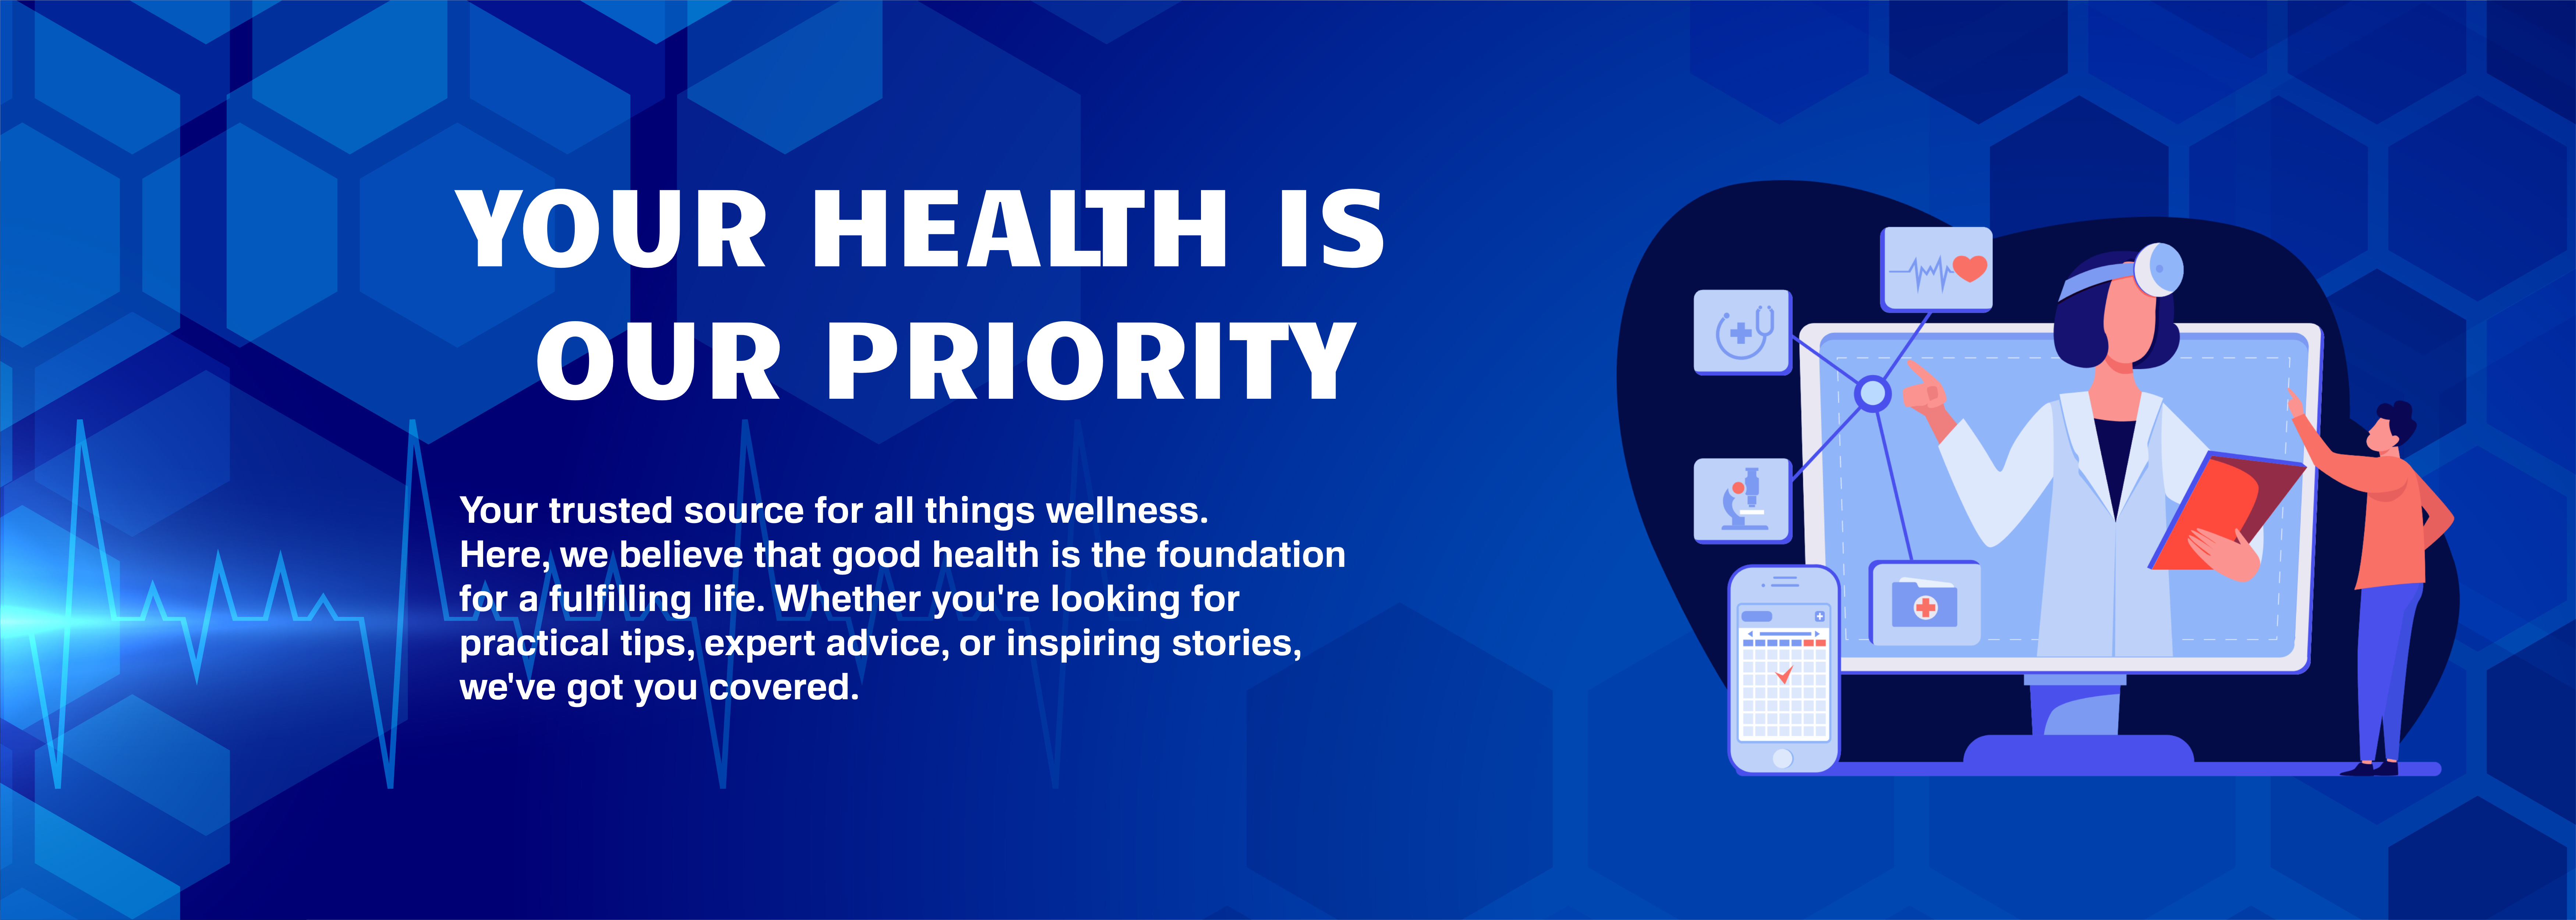 YOUR HEALTH IS
OUR PRIORITY
Your trusted source for all things wellness.
Here, we believe that good health is the foundation
for a fulfilling life. Whether you're looking for
practical tips, expert advice, or inspiring stories,
we've got you covered.